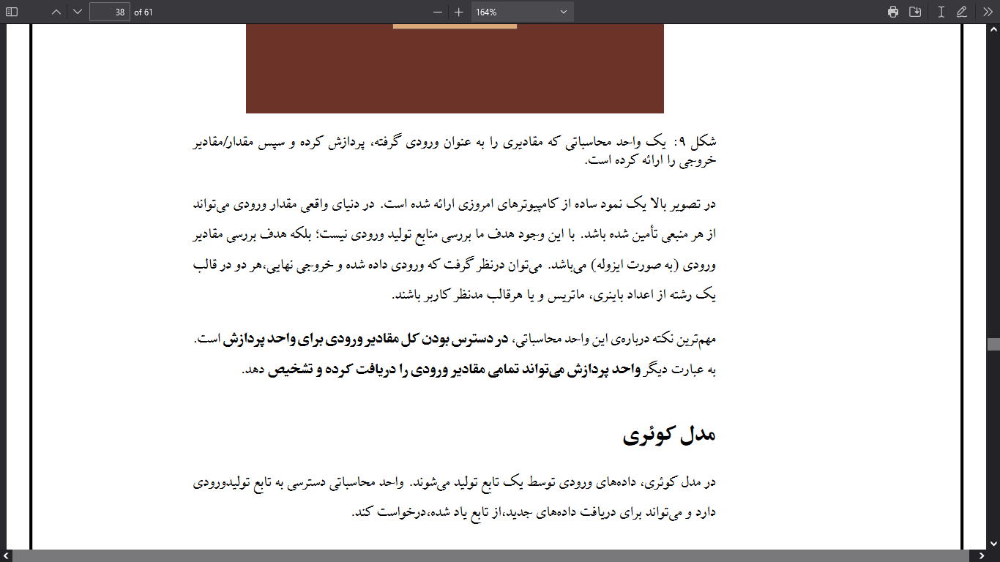 38 of 61 164%
شکل ۹: یک واحد محاسباتی که مقادیری را به عنوان ورودی گرفته، پردازش کرده و سپس مقدار/مقادیر
خروجی را ارائه کرده است.
در تصویر بالا یک نمود ساده از کامپیوترهای امروزی ارائه شده است. در دنیای واقعی مقدار ورودی می‌تواند
از هر منبعی تأمین شده باشد. با این وجود هدف ما بررسی منابع تولید ورودی نیست؛ بلکه هدف بررسی مقادیر
ورودی (به صورت ایزوله) می‌باشد. می‌توان درنظر گرفت که ورودی داده شده و خروجی نهایی،هر دو در قالب
یک رشته از اعداد باینری، ماتریس و یا هرقالب مدنظر کاربر باشند.
مهم‌ترین نکته درباره‌ی این واحد محاسباتی، در دسترس بودن کل مقادیر ورودی برای واحد پردازش است.
به عبارت دیگر واحد پردازش می‌تواند تمامی مقادیر ورودی را دریافت کرده و تشخیص دهد.
مدل کوئری
در مدل کوئری، داده‌های ورودی توسط یک تابع تولید می‌شوند. واحد محاسباتی دسترسی به تابع تولیدورودی
دارد و می‌تواند برای دریافت داده‌های جدید،از تابع یاد شده،درخواست کند.